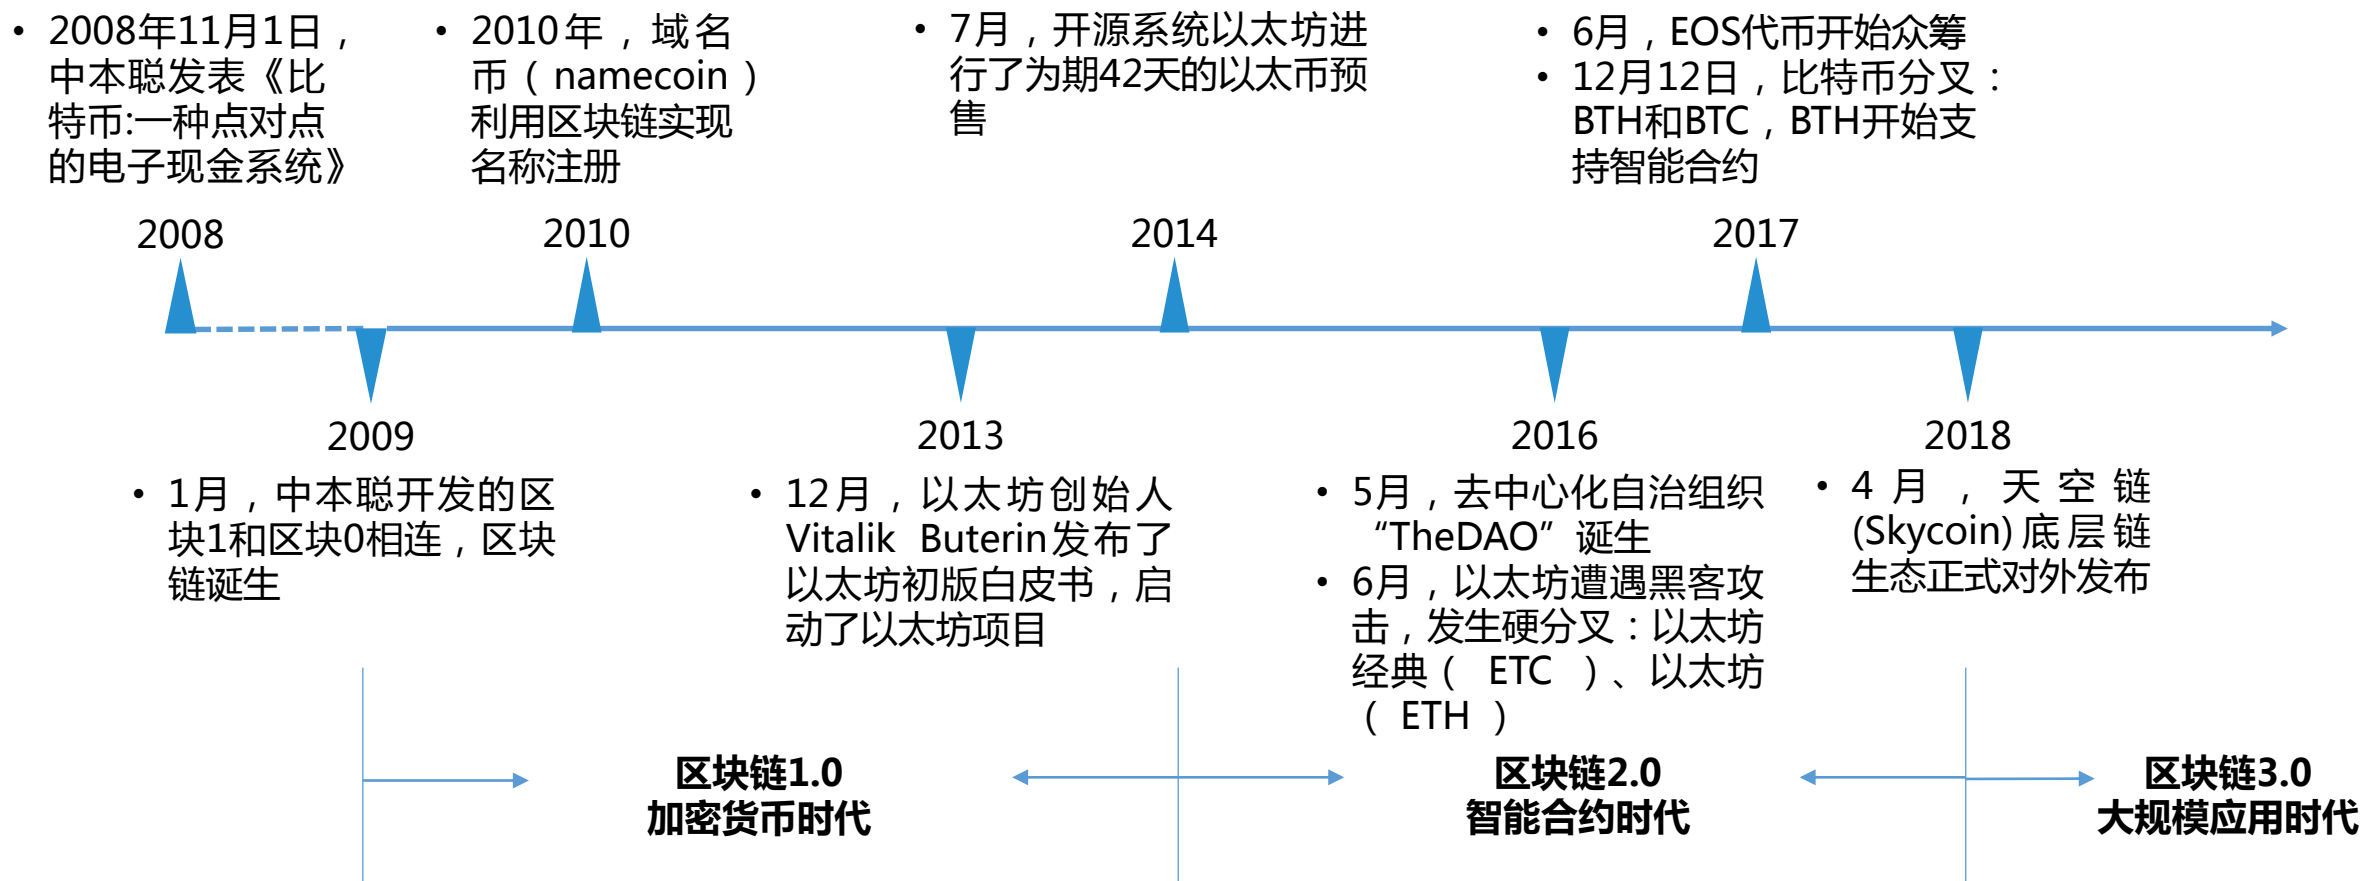 • 2008年11月1日，
中本聪发表《比
特币:一种点对点
的电子现金系统》
• 2010年，域名
币（namecoin）
利用区块链实现
名称注册
• 7月，开源系统以太坊进
行了为期42天的以太币预
售
• 6月，EOS代币开始众筹
• 12月12日，比特币分叉：
BTH和BTC，BTH开始支
持智能合约
2008
2010
2014
2017
2009
2013
2016
2018
• 1月，中本聪开发的区
块1和区块0相连，区块
链诞生
• 12月，以太坊创始人
Vitalik Buterin发布了
以太坊初版白皮书，启
动了以太坊项目
• 5月，去中心化自治组织
“TheDAO”诞生
• 6月，以太坊遭遇黑客攻
击，发生硬分叉：以太坊
经典（ ETC ）、以太坊
（ ETH ）
• 4月，天空链
(Skycoin)底层链
生态正式对外发布
区块链1.0
加密货币时代
区块链2.0
智能合约时代
区块链3.0
大规模应用时代